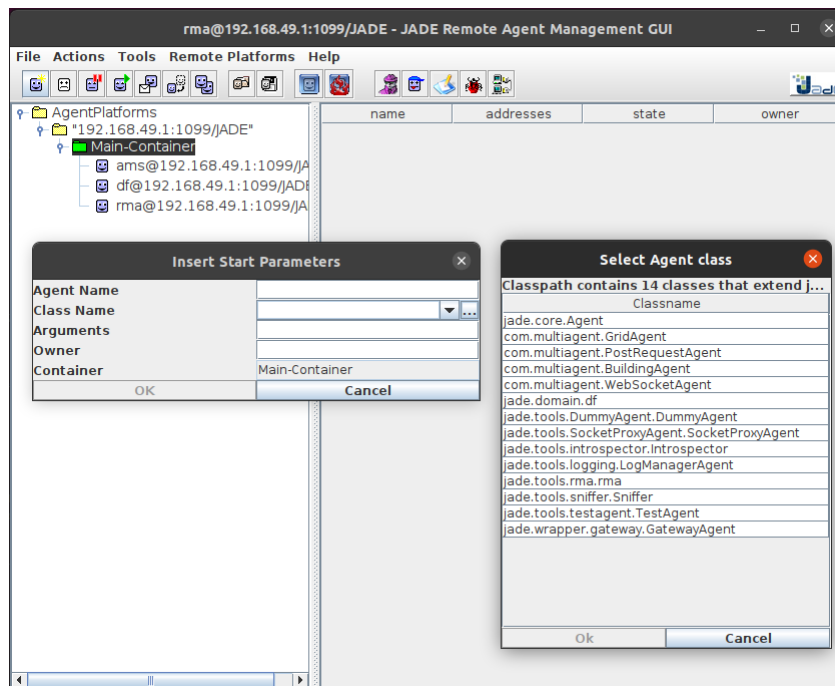 rma@192.168.49.1:1099/JADE - JADE Remote Agent Management GUI
File Actions Tools Remote Platforms Help
AgentPlatforms
"192.168.49.1:1099/JADE"
Main-Container
ams@192.168.49.1:1099/JA
df@192.168.49.1:1099/JADE
rma@192.168.49.1:1099/JA
name addresses state owner
Insert Start Parameters
Agent Name
Class Name
...
Arguments
Owner
Container Main-Container
OK Cancel
Select Agent class
Classpath contains 14 classes that extend j...
Classname
jade.core.Agent
com.multiagent.GridAgent
com.multiagent.PostRequestAgent
com.multiagent.BuildingAgent
com.multiagent.WebSocketAgent
jade.domain.df
jade.tools.DummyAgent.DummyAgent
jade.tools.SocketProxyAgent.SocketProxyAgent
jade.tools.introspector.Introspector
jade.tools.logging.LogManagerAgent
jade.tools.rma.rma
jade.tools.sniffer.Sniffer
jade.tools.testagent.TestAgent
jade.wrapper.gateway.GatewayAgent
Ok Cancel